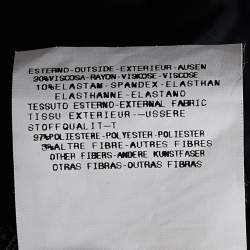 ESTERNO-OUTSIDE-EXTERIEUR-AUSEN
90%VISCOSA-RAYON-VISKOSE-VISCOSE
10%ELASTAN-SPANDEX-ELASTHAN
ELASTHANNE-ELASTANO
TESSUTO ESTERNO-EXTERNAL FABRIC
TISSU EXTERIEUR-—USSERE
STOFFQUALIT-T
97%POLIESTERE-POLYESTER-POLIESTER
3%ALTRE FIBRE-AUTRES FIBRES
OTHER FIBERS-ANDERE KUNSTFASER
OTRAS FIBRAS-OUTRAS FIBRAS